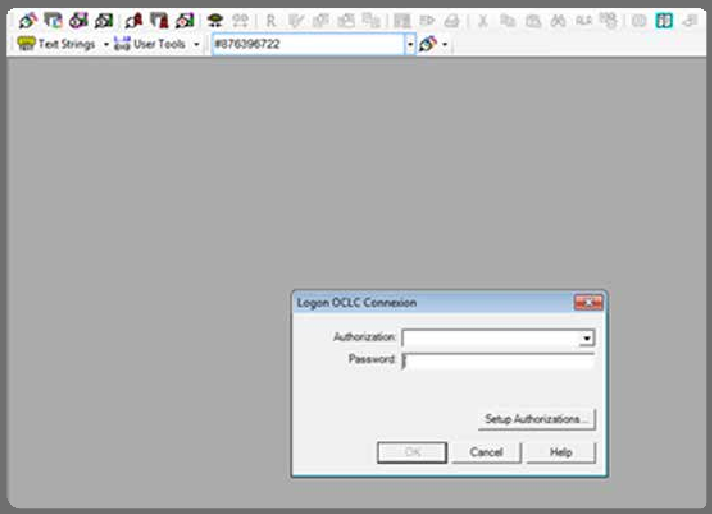 R
Text Strings User Tools #876396722
Logon OCLC Connexion
Authorization:
Password:
Setup Authorizations...
OK Cancel Help